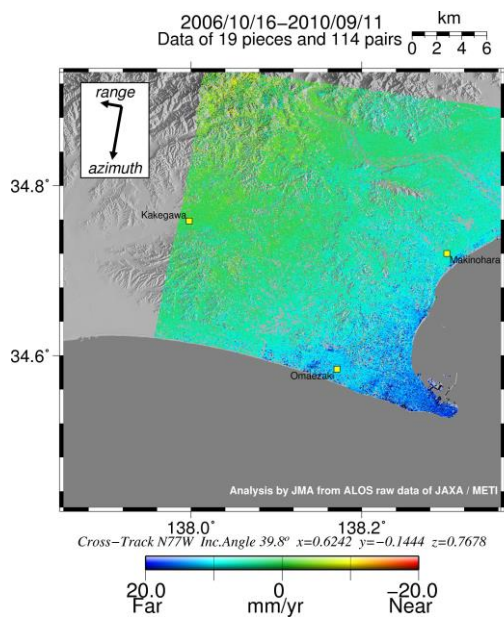 2006/10/16−2010/09/11
Data of 19 pieces and 114 pairs
km
0 2 4 6
range
azimuth
34.8
Kakegawa
Makinohara
34.6
Omaezaki
Analysis by JMA from ALOS raw data of JAXA / METI
138.0 138.2
Cross−Track N77W Inc.Angle 39.8° x=0.6242 y=−0.1444 z=0.7678
20.0 0 −20.0
Far mm/yr Near